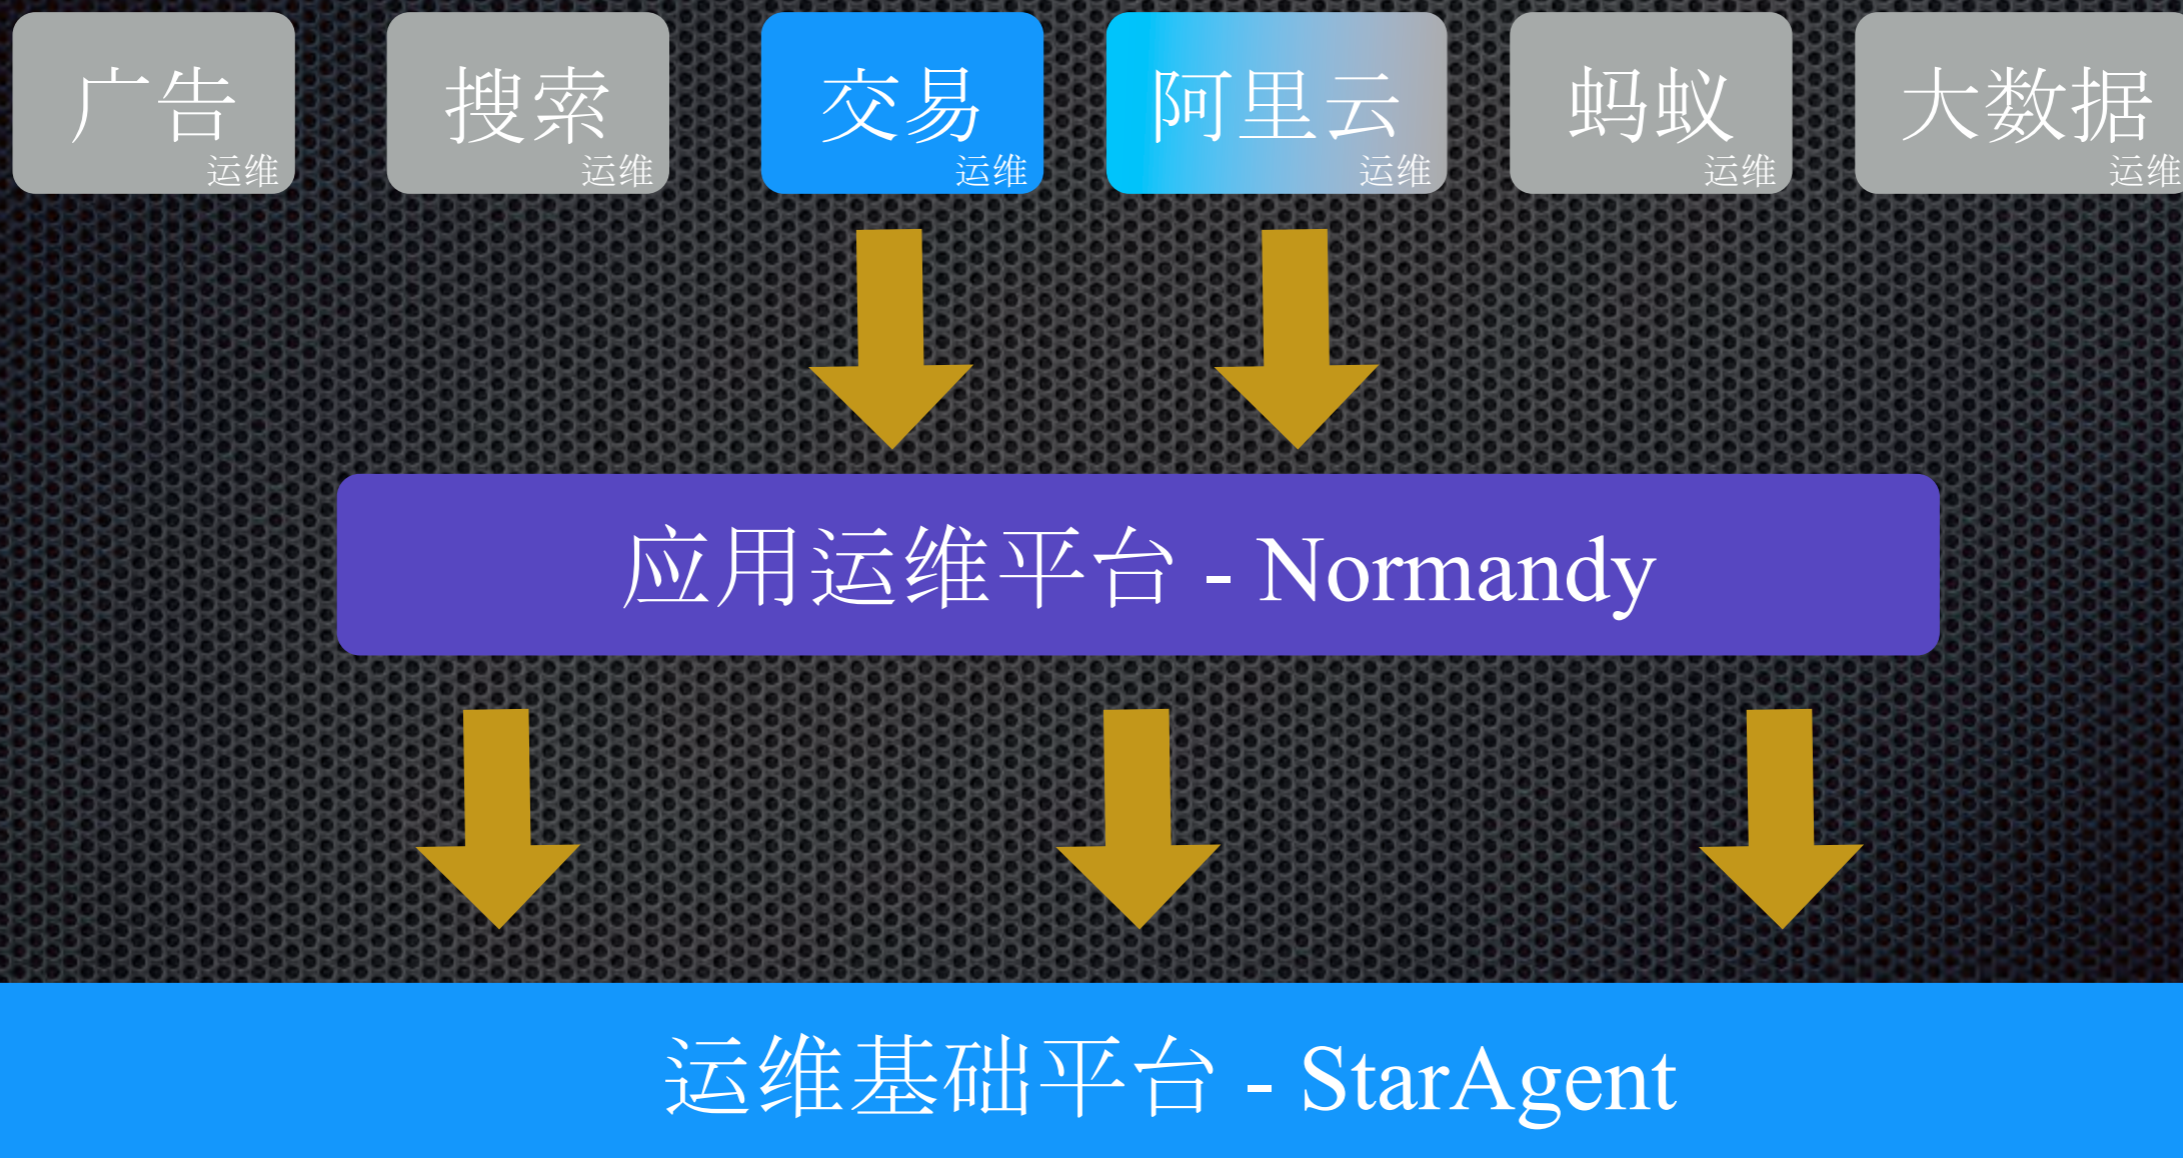 广告
运维
搜索
运维
交易
运维
阿里云
运维
蚂蚁
运维
大数据
运维
应用运维平台 - Normandy
运维基础平台 - StarAgent